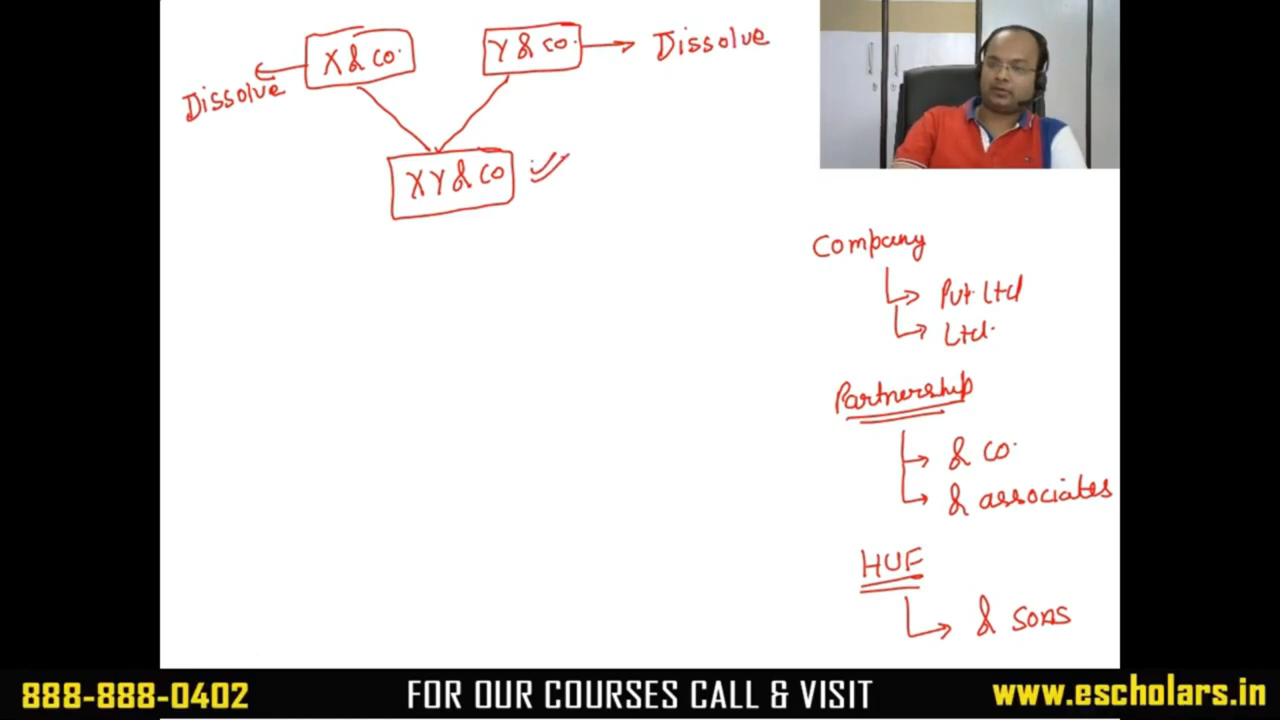 X & co.
Y & co.
Dissolve
Dissolve
XY & co
Company
Pvt. Ltd
Ltd.
Partnership
& co.
& associates
HUF
& sons
888-888-0402
FOR OUR COURSES CALL & VISIT
www.escholars.in